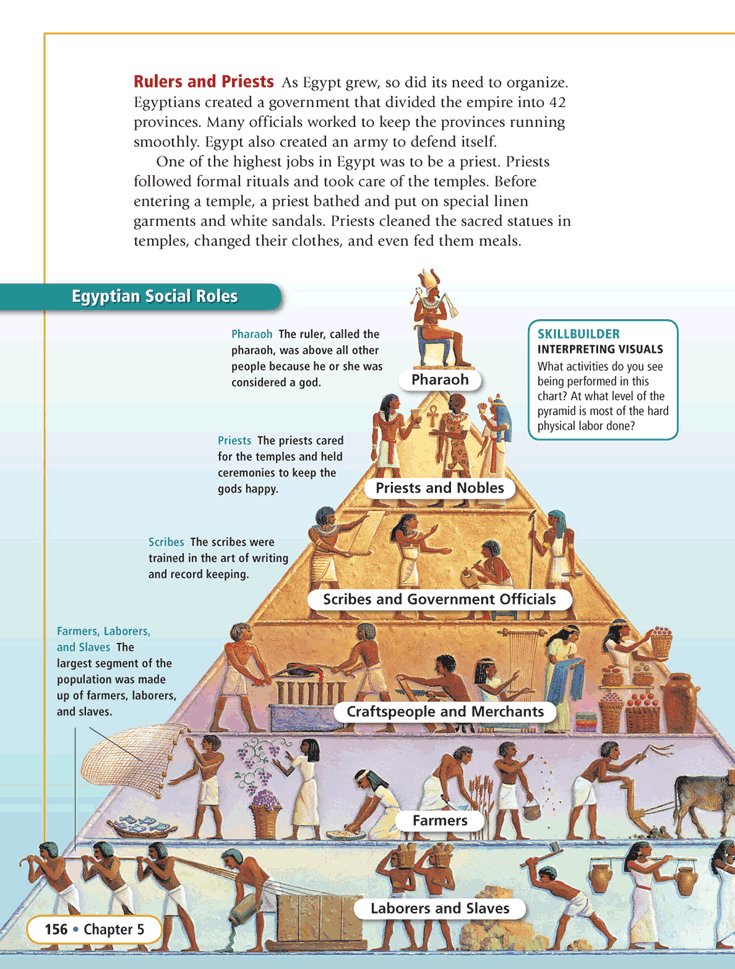 Rulers and Priests As Egypt grew, so did its need to organize.
Egyptians created a government that divided the empire into 42
provinces. Many officials worked to keep the provinces running
smoothly. Egypt also created an army to defend itself.
One of the highest jobs in Egypt was to be a priest. Priests
followed formal rituals and took care of the temples. Before
entering a temple, a priest bathed and put on special linen
garments and white sandals. Priests cleaned the sacred statues in
temples, changed their clothes, and even fed them meals.
Egyptian Social Roles
Pharaoh The ruler, called the
pharaoh, was above all other
people because he or she was
considered a god.
Pharaoh
SKILLBUILDER
INTERPRETING VISUALS
What activities do you see
being performed in this
chart? At what level of the
pyramid is most of the hard
physical labor done?
Priests The priests cared
for the temples and held
ceremonies to keep the
gods happy.
Priests and Nobles
Scribes The scribes were
trained in the art of writing
and record keeping.
Scribes and Government Officials
Farmers, Laborers,
and Slaves The
largest segment of the
population was made
up of farmers, laborers,
and slaves.
Craftspeople and Merchants
Farmers
Laborers and Slaves
156 • Chapter 5